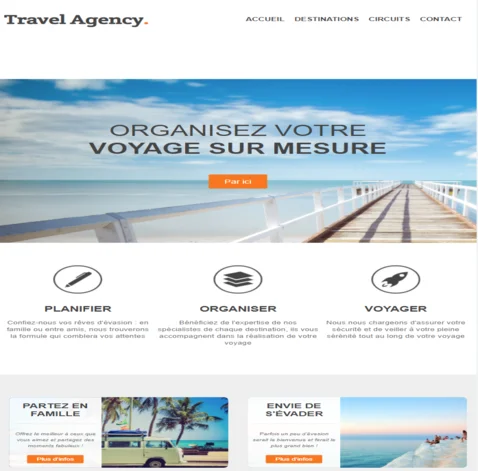 Travel Agency.
ACCUEIL DESTINATIONS CIRCUITS CONTACT
ORGANISEZ VOTRE
VOYAGE SUR MESURE
Par ici
PLANIFIER
Confiez-nous vos rêves d'évasion : en
famille ou entre amis, nous trouverons
la formule qui comblera vos attentes
ORGANISER
Bénéficiez de l'expertise de nos
spécialistes de chaque destination, ils vous
accompagnent dans la réalisation de votre
voyage
VOYAGER
Nous nous chargeons d'assurer votre
sécurité et de veiller à votre pleine
sérénité tout au long de votre voyage
PARTEZ EN
FAMILLE
Offrez le meilleur à ceux que
vous aimez et partagez des
moments fabuleux !
Plus d'infos
ENVIE DE
S'ÉVADER
Parfois un peu d'évasion
serait la bienvenue et ferait le
plus grand bien !
Plus d'infos